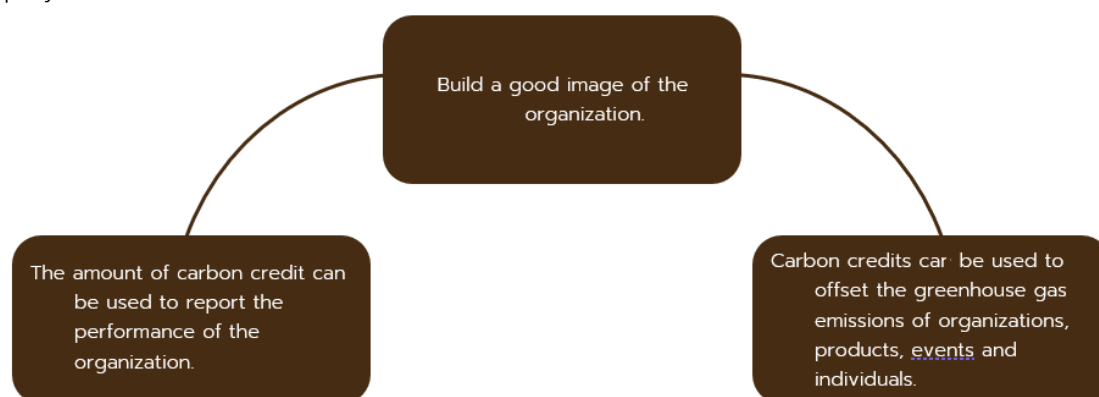 Build a good image of the
organization.
The amount of carbon credit can
be used to report the
performance of the
organization.
Carbon credits car be used to
offset the greenhouse gas
emissions of organizations,
products, events and
individuals.